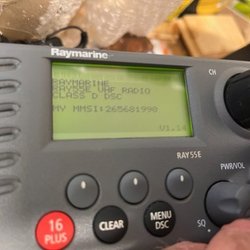 Raymarine
RAYMARINE
RAY55E VHF RADIO
CLASS D DSC
MY MMSI:265681990
V1.14
CH
RAY55E
PWR/VOL
16
PLUS
CLEAR
MENU
DSC
SQ